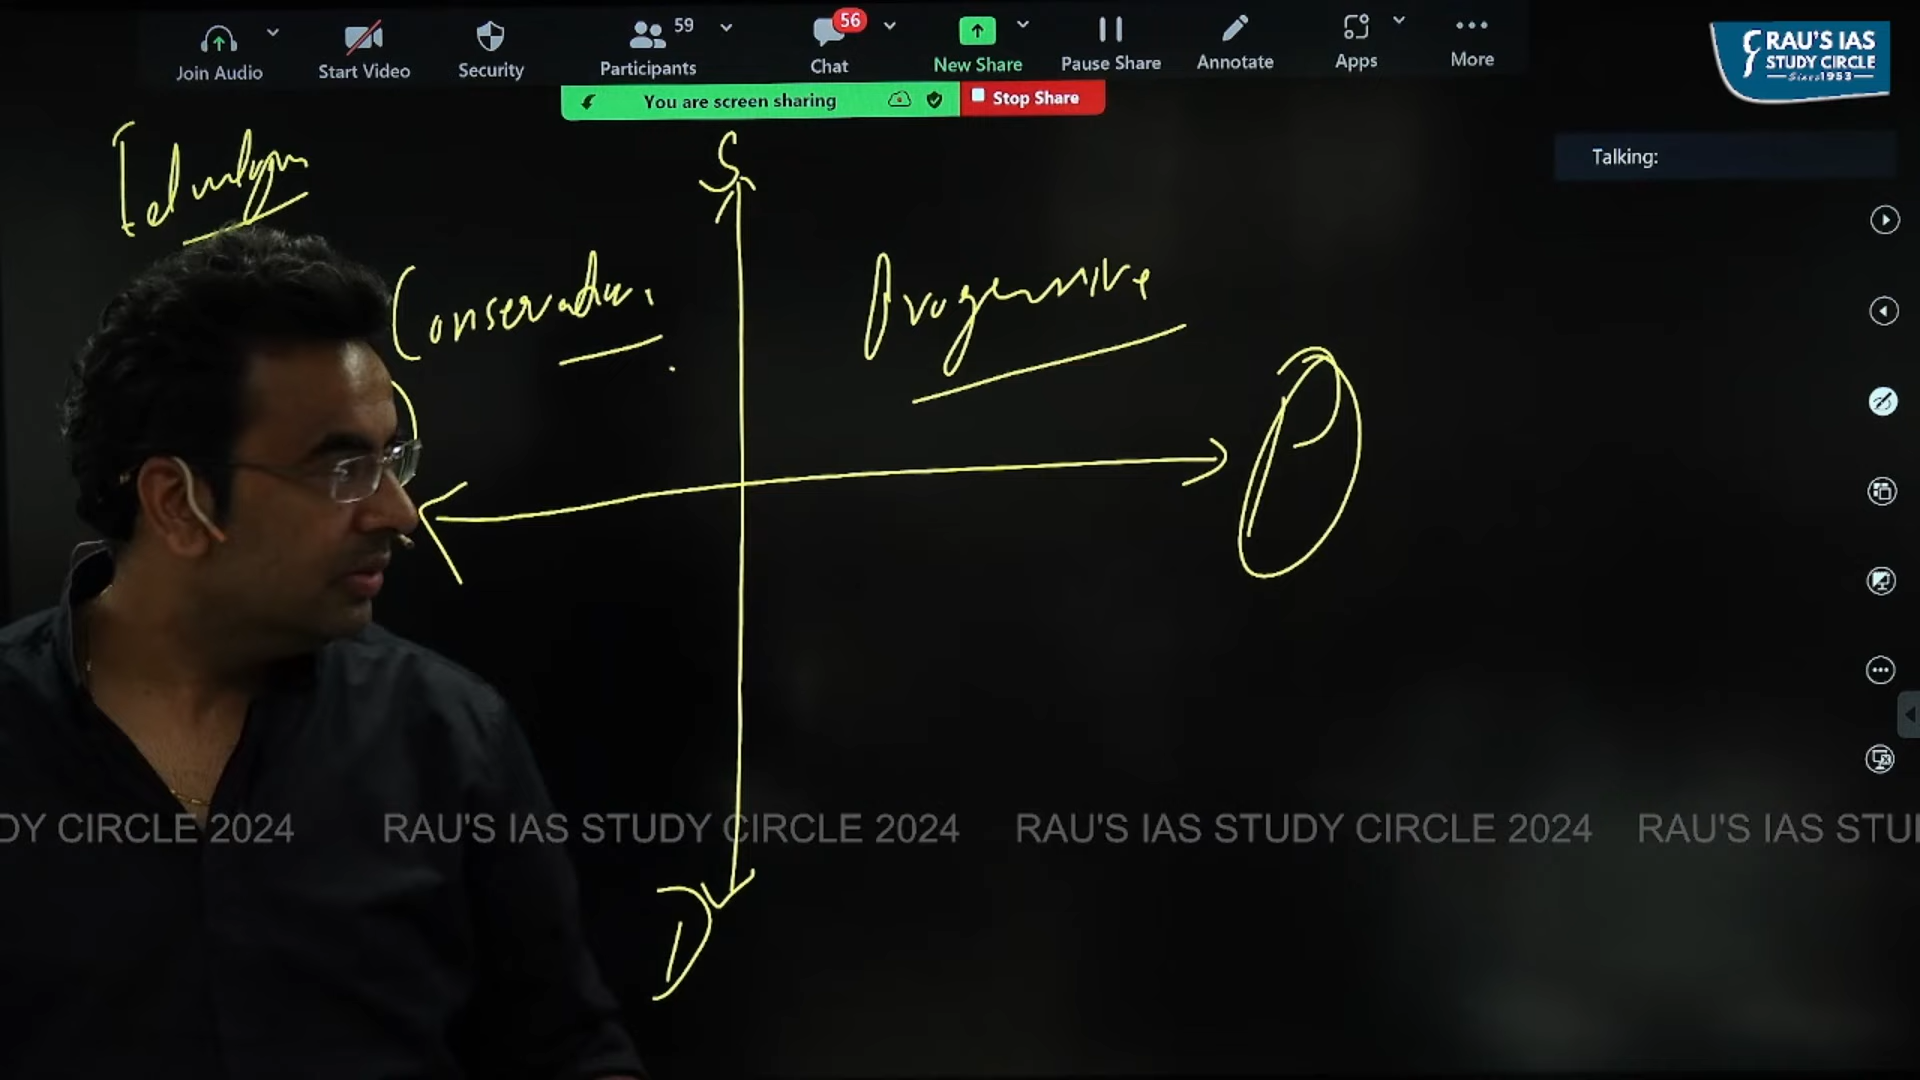 59
56
Join Audio
Start Video
Security
Participants
Chat
New Share
Pause Share
Annotate
Apps
More
RAU'S IAS
STUDY CIRCLE
Since 1953
You are screen sharing
Stop Share
Talking:
S
Progressive
P
DY CIRCLE 2024 RAU'S IAS STUDY CIRCLE 2024 RAU'S IAS STUDY CIRCLE 2024 RAU'S IAS STU
D